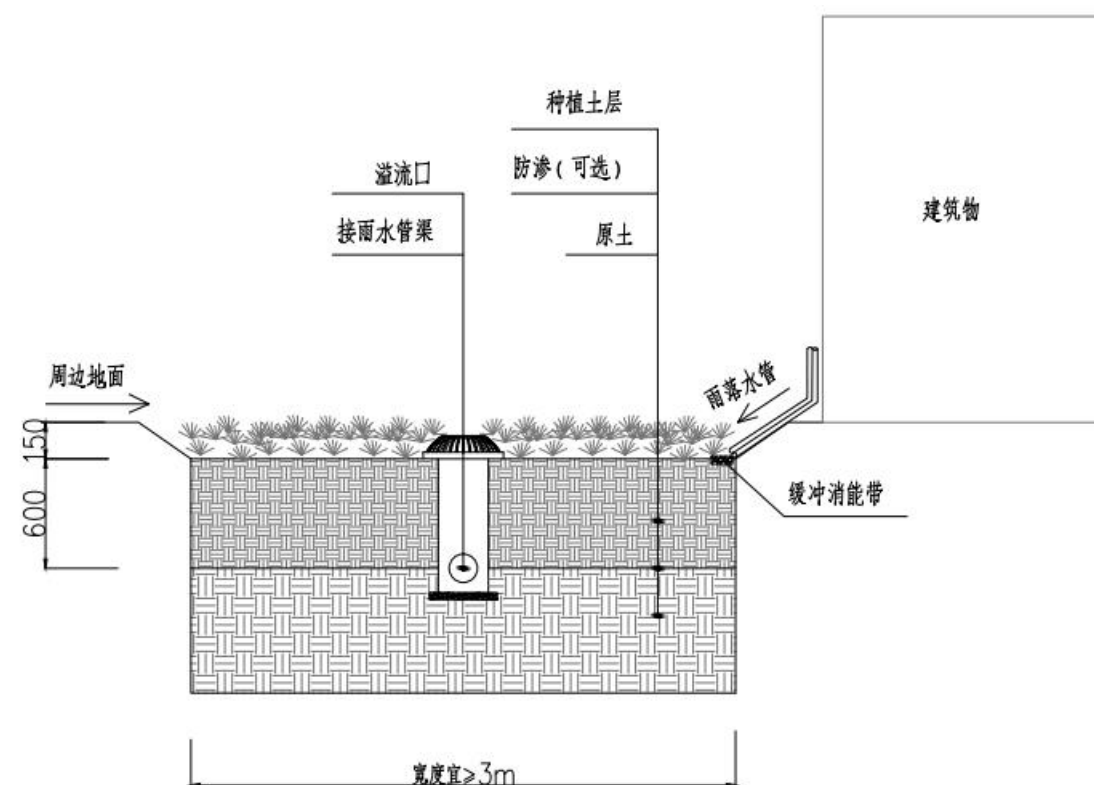 种植土层
溢流口
防渗(可选)
接雨水管渠
原土
建筑物
周边地面
雨落水管
150
600
缓冲消能带
宽度宜≥3m